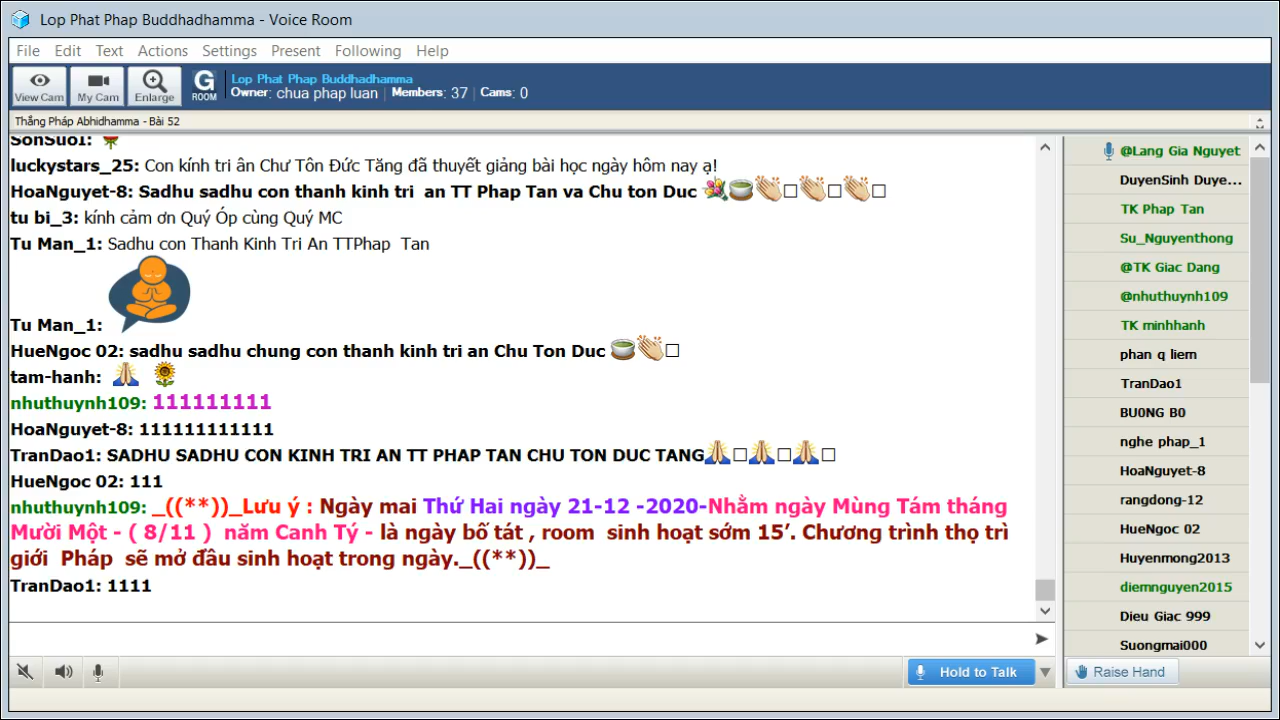 Lop Phat Phap Buddhadhamma - Voice Room
File Edit Text Actions Settings Present Following Help
View Cam My Cam Enlarge G ROOM
Lop Phat Phap Buddhadhamma
Owner: chua phap luan | Members: 37 | Cams: 0
Thắng Pháp Abhidhamma - Bài 52
SonSuoI:
luckystars_25: Con kính tri ân Chư Tôn Đức Tăng đã thuyết giảng bài học ngày hôm nay ạ!
HoaNguyet-8: Sadhu sadhu con thanh kinh tri an TT Phap Tan va Chu ton Duc
tu bi_3: kính cảm ơn Quý Óp cùng Quý MC
Tu Man_1: Sadhu con Thanh Kinh Tri An TTPhap Tan
Tu Man_1:
HueNgoc 02: sadhu sadhu chung con thanh kinh tri an Chu Ton Duc
tam-hanh:
nhuthuynh109: 111111111
HoaNguyet-8: 111111111111
TranDao1: SADHU SADHU CON KINH TRI AN TT PHAP TAN CHU TON DUC TANG
HueNgoc 02: 111
nhuthuynh109: _((**))_Lưu ý : Ngày mai Thứ Hai ngày 21-12 -2020-Nhằm ngày Mùng Tám tháng
Mười Một - ( 8/11 ) năm Canh Tý - là ngày bố tát , room sinh hoạt sớm 15’. Chương trình thọ trì
giới Pháp sẽ mở đầu sinh hoạt trong ngày._((**))_
TranDao1: 1111
@Lang Gia Nguyet
DuyenSinh Duye...
TK Phap Tan
Su_Nguyenthong
@TK Giac Dang
@nhuthuynh109
TK minhhanh
phan q liem
TranDao1
BU0NG B0
nghe phap_1
HoaNguyet-8
rangdong-12
HueNgoc 02
Huyenmong2013
diemnguyen2015
Dieu Giac 999
Suongmai000
Hold to Talk
Raise Hand